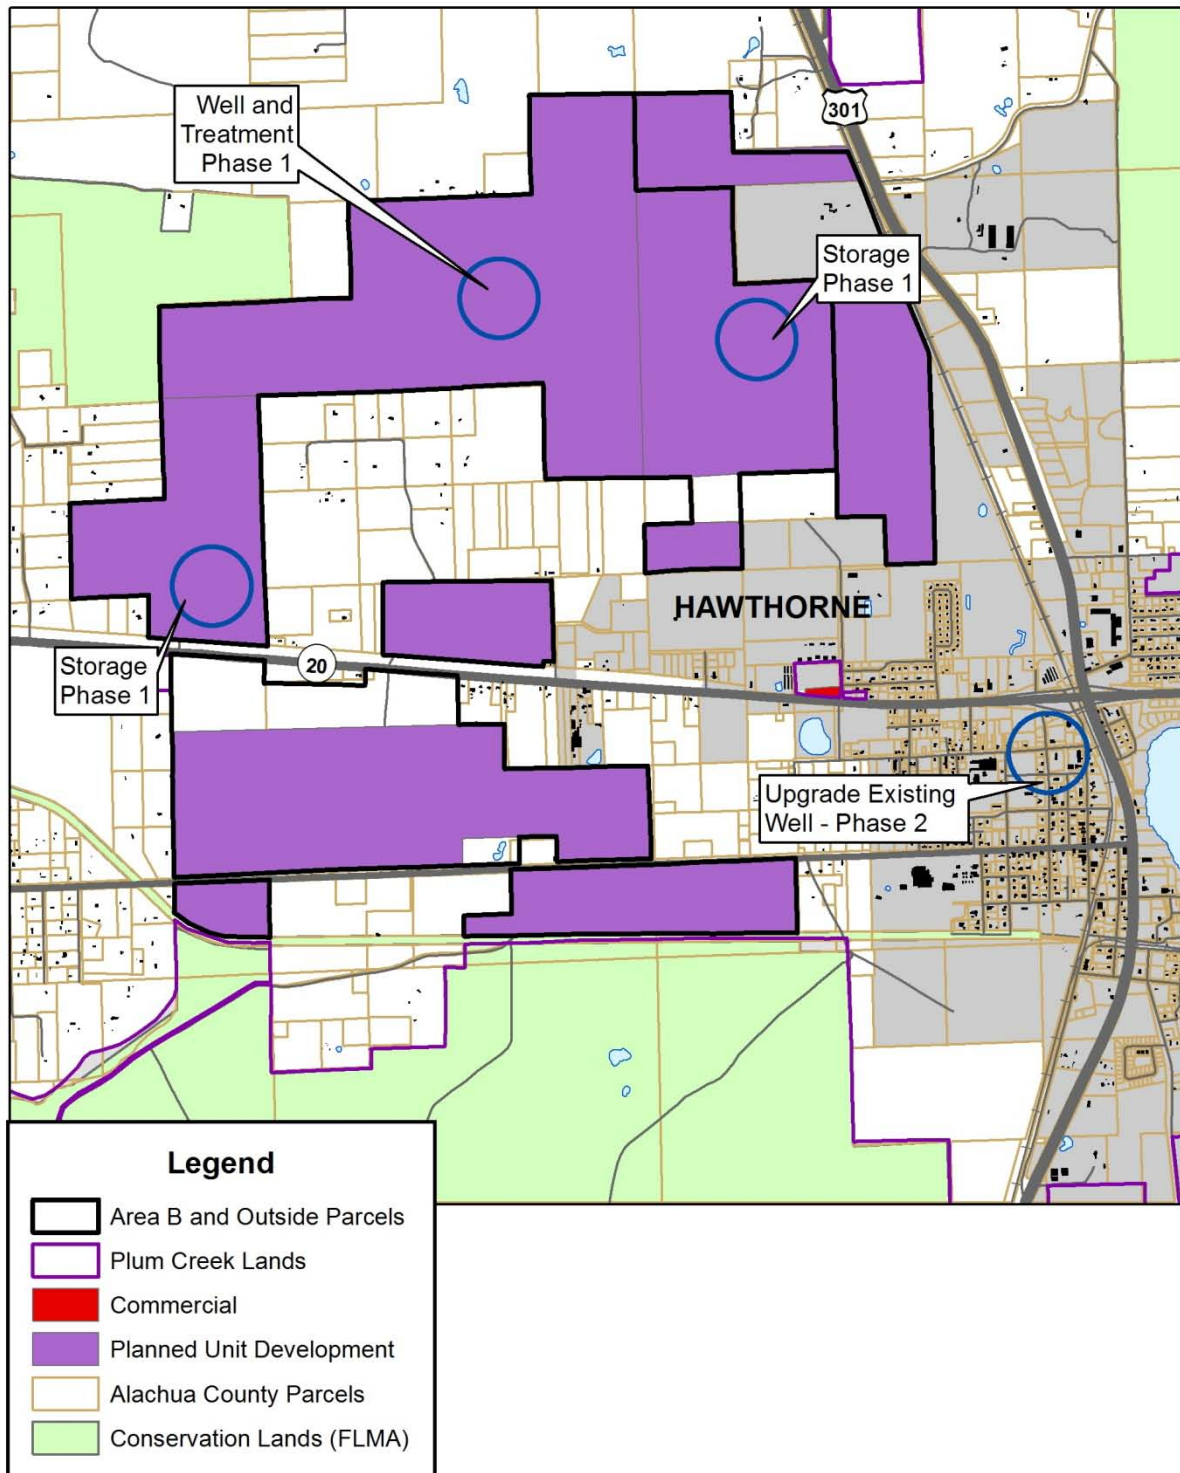 Well and
Treatment
Phase 1
301
Storage
Phase 1
HAWTHORNE
20
Storage
Phase 1
Upgrade Existing
Well - Phase 2
Legend
Area B and Outside Parcels
Plum Creek Lands
Commercial
Planned Unit Development
Alachua County Parcels
Conservation Lands (FLMA)